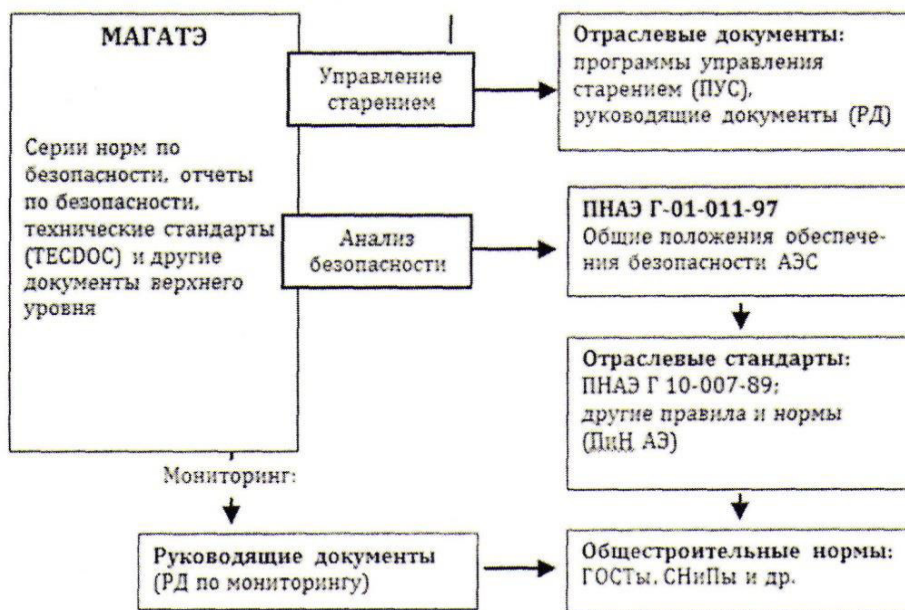 МАГАТЭ
Серии норм по
безопасности, отчеты
по безопасности,
технические стандарты
(TECDOC) и другие
документы верхнего
уровня
Управление
старением
Отраслевые документы:
программы управления
старением (ПУС),
руководящие документы (РД)
Анализ
безопасности
ПНАЭ Г-01-011-97
Общие положения обеспече-
ния безопасности АЭС
Отраслевые стандарты:
ПНАЭ Г 10-007-89;
другие правила и нормы
(ПиН АЭ)
Мониторинг:
Руководящие документы
(РД по мониторингу)
Общестроительные нормы:
ГОСТы, СНиПы и др.